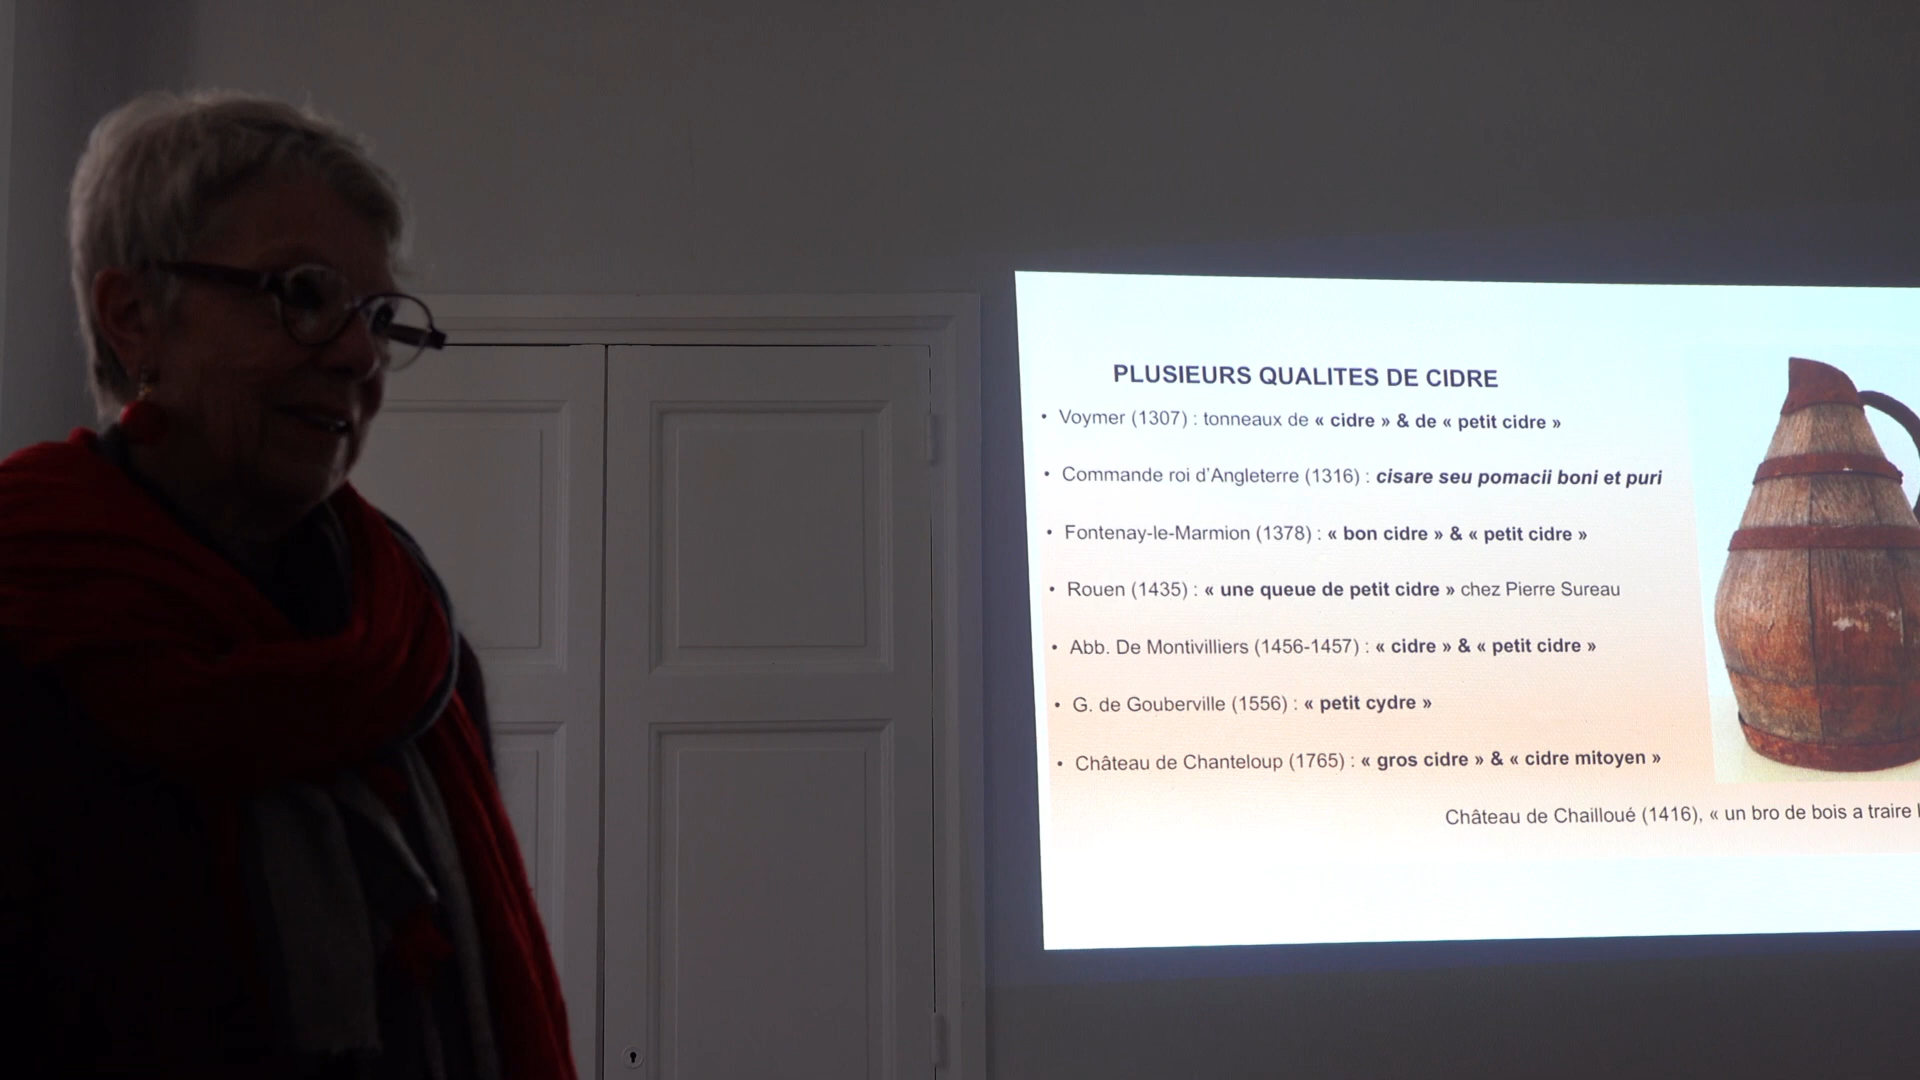 PLUSIEURS QUALITES DE CIDRE
• Voymer (1307) : tonneaux de « cidre » & de « petit cidre »
• Commande roi d'Angleterre (1316) : cisare seu pomacii boni et puri
• Fontenay-le-Marmion (1378) : « bon cidre » & « petit cidre »
• Rouen (1435) : « une queue de petit cidre » chez Pierre Sureau
• Abb. De Montivilliers (1456-1457) : « cidre » & « petit cidre »
• G. de Gouberville (1556) : « petit cydre »
• Château de Chanteloup (1765) : « gros cidre » & « cidre mitoyen »
Château de Chailloué (1416), « un bro de bois a traire